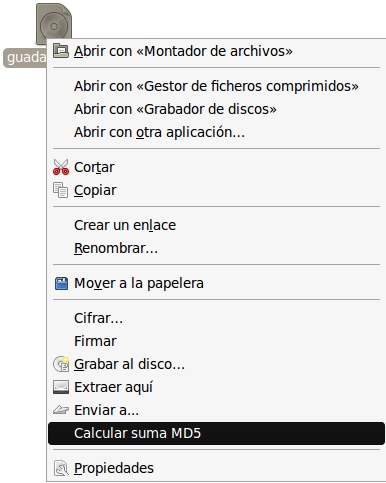 guada
Abrir con «Montador de archivos»
Abrir con «Gestor de ficheros comprimidos»
Abrir con «Grabador de discos»
Abrir con otra aplicación...
Cortar
Copiar
Crear un enlace
Renombrar...
Mover a la papelera
Cifrar...
Firmar
Grabar al disco...
Extraer aquí
Enviar a...
Calcular suma MD5
Propiedades